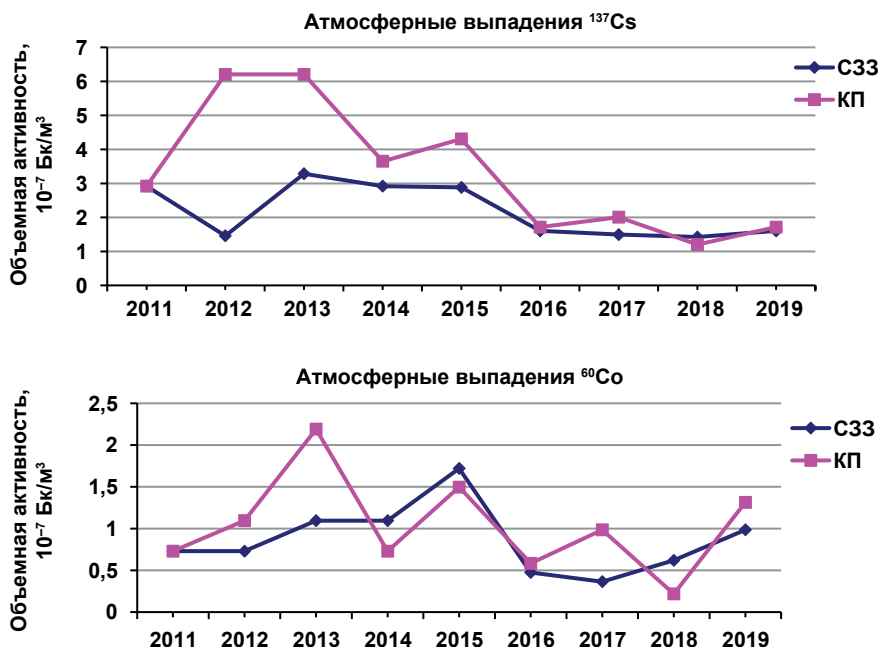 Атмосферные выпадения ¹³⁷Cs
Объемная активность,
10⁻⁷ Бк/м³
7
6
5
4
3
2
1
0
2011 2012 2013 2014 2015 2016 2017 2018 2019
СЗЗ
КП
Атмосферные выпадения ⁶⁰Co
Объемная активность,
10⁻⁷ Бк/м³
2,5
2
1,5
1
0,5
0
2011 2012 2013 2014 2015 2016 2017 2018 2019
СЗЗ
КП